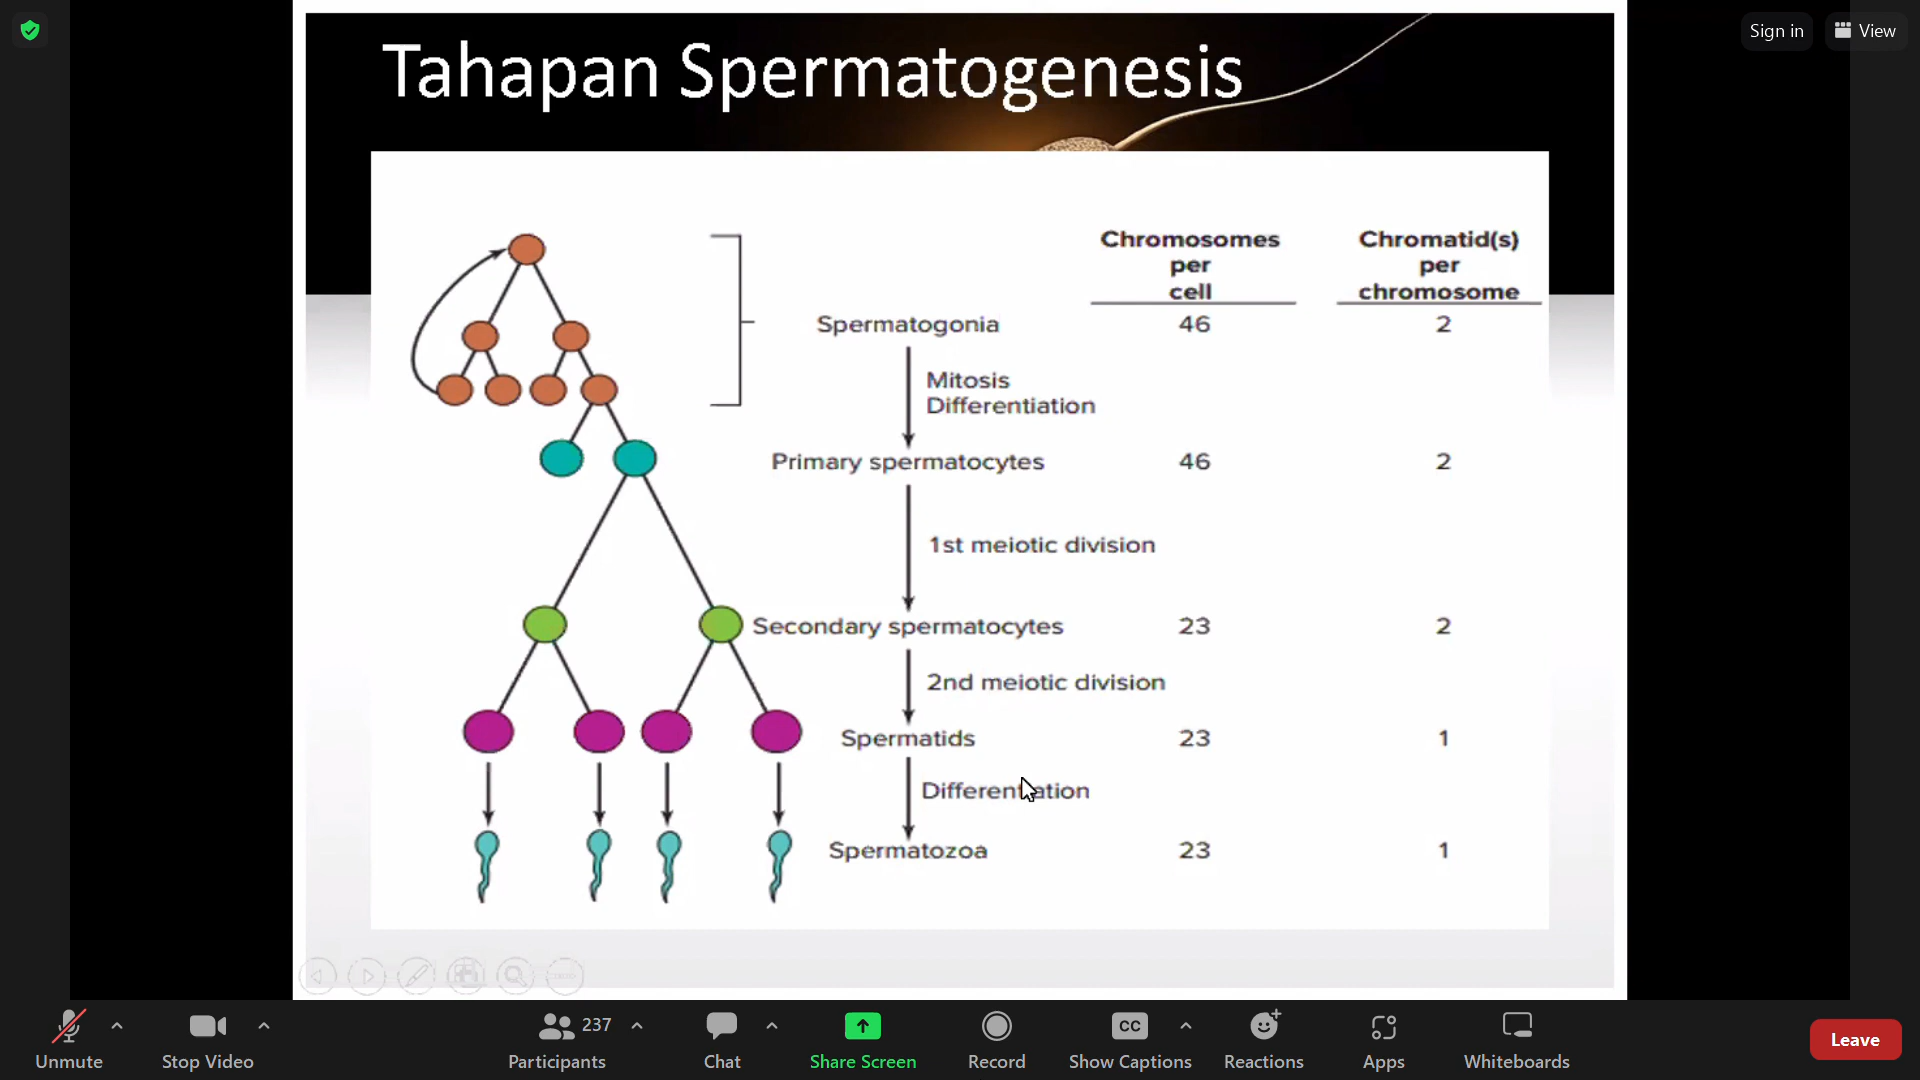 Sign in
View
Tahapan Spermatogenesis
Chromosomes
per
cell
Chromatid(s)
per
chromosome
Spermatogonia 46 2
Mitosis
Differentiation
Primary spermatocytes 46 2
1st meiotic division
Secondary spermatocytes 23 2
2nd meiotic division
Spermatids 23 1
Differentiation
Spermatozoa 23 1
237
CC
Unmute
Stop Video
Participants
Chat
Share Screen
Record
Show Captions
Reactions
Apps
Whiteboards
Leave